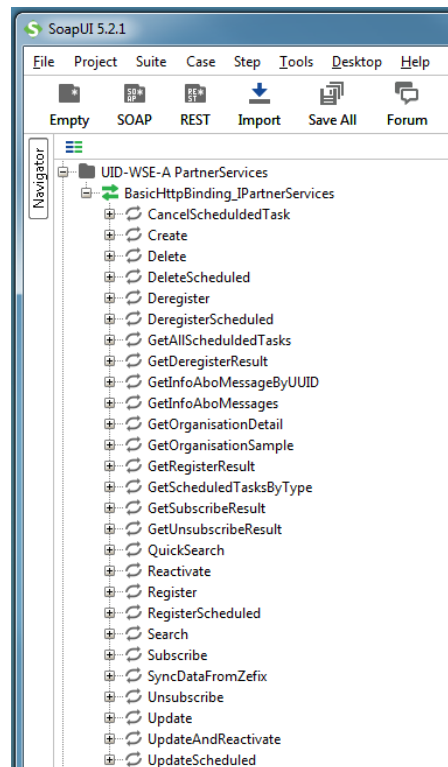 SoapUI 5.2.1
File Project Suite Case Step Tools Desktop Help
Empty SOAP REST Import Save All Forum
Navigator
UID-WSE-A PartnerServices
BasicHttpBinding_IPartnerServices
CancelScheduldedTask
Create
Delete
DeleteScheduled
Deregister
DeregisterScheduled
GetAllScheduldedTasks
GetDeregisterResult
GetInfoAboMessageByUUID
GetInfoAboMessages
GetOrganisationDetail
GetOrganisationSample
GetRegisterResult
GetScheduledTasksByType
GetSubscribeResult
GetUnsubscribeResult
QuickSearch
Reactivate
Register
RegisterScheduled
Search
Subscribe
SyncDataFromZefix
Unsubscribe
Update
UpdateAndReactivate
UpdateScheduled